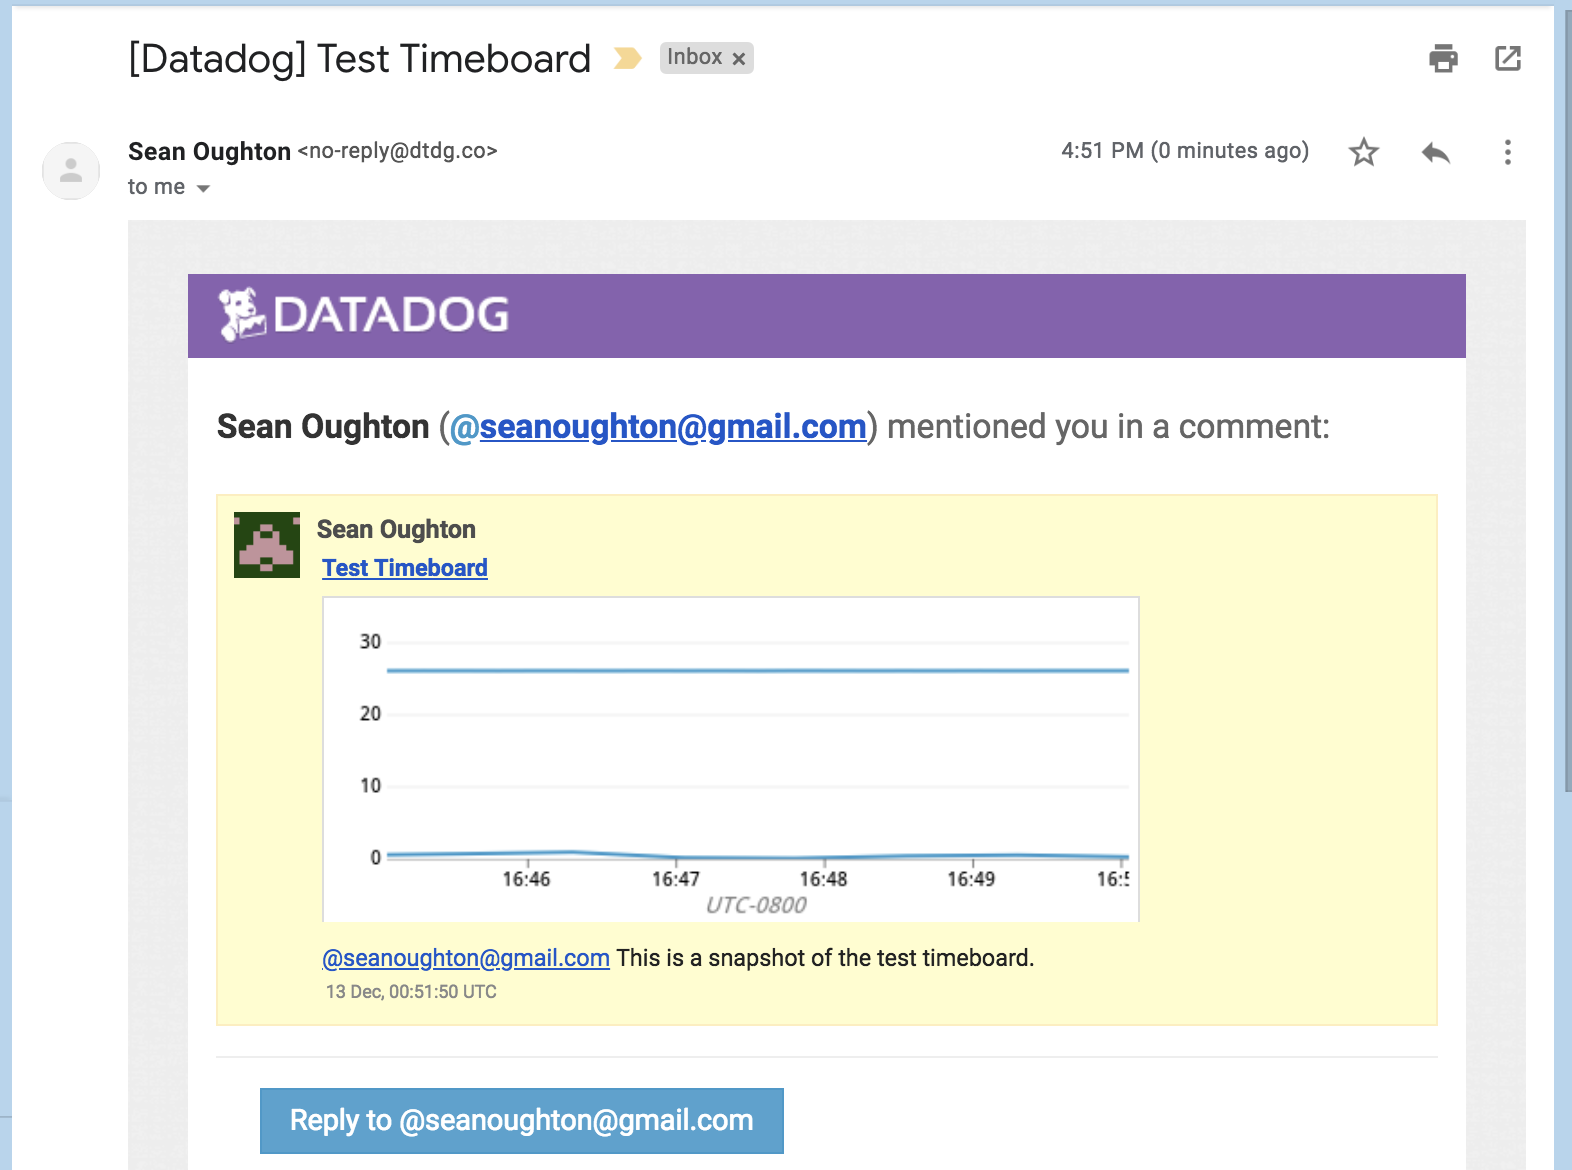 [Datadog] Test Timeboard Inbox x
Sean Oughton <no-reply@dtdg.co> 4:51 PM (0 minutes ago)
to me
DATADOG
Sean Oughton (@seanoughton@gmail.com) mentioned you in a comment:
Sean Oughton
Test Timeboard
30
20
10
0
16:46 16:47 16:48 16:49 16:5
UTC-0800
@seanoughton@gmail.com This is a snapshot of the test timeboard.
13 Dec, 00:51:50 UTC
Reply to @seanoughton@gmail.com